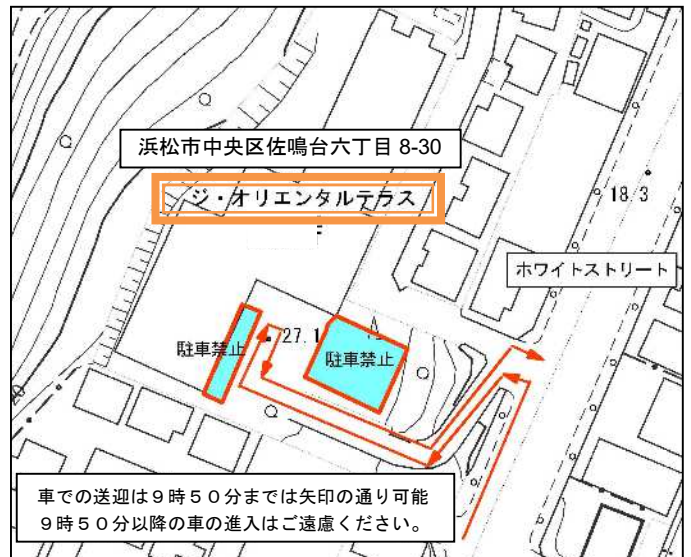 浜松市中央区佐鳴台六丁目 8-30
ジ・オリエンタルテラス
18.3
ホワイトストリート
27.1
駐車禁止
駐車禁止
車での送迎は９時５０分までは矢印の通り可能
９時５０分以降の車の進入はご遠慮ください。